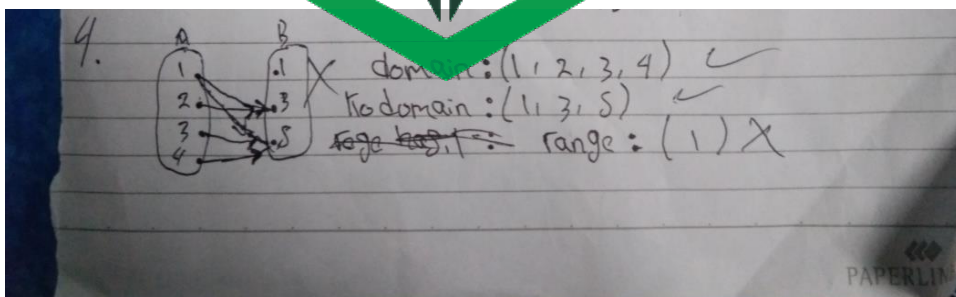 4.
A B
1 .1 X domain : (1, 2, 3, 4) ✓
2 3 Kodomain : (1, 3, 5) ✓
3 5 range : (1) X
4
PAPERLIN